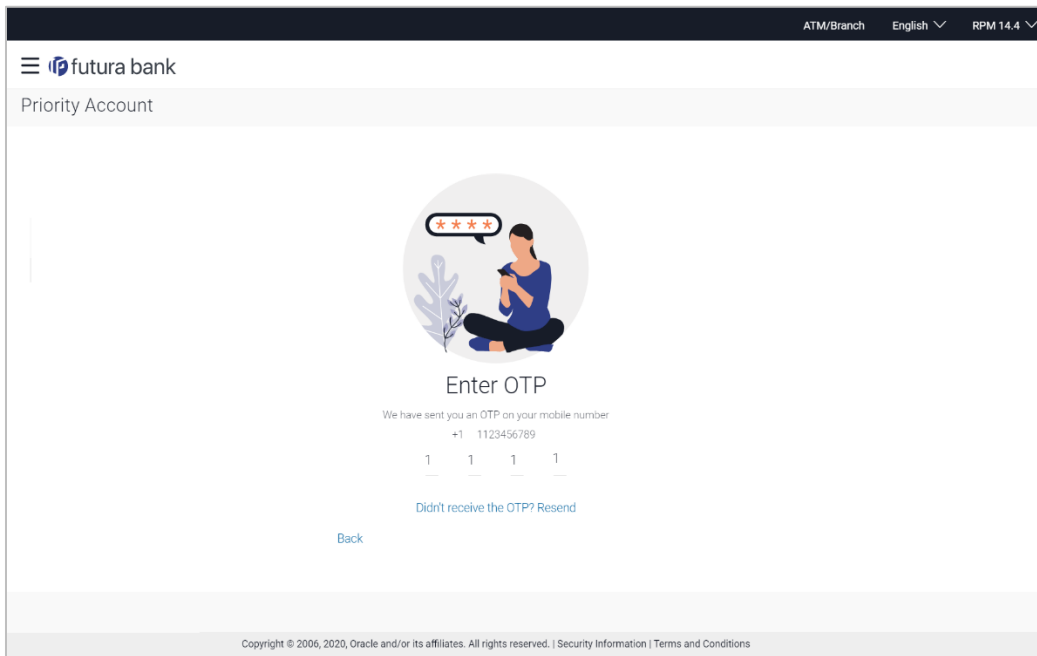 ATM/Branch English RPM 14.4
futura bank
Priority Account
* * * *
Enter OTP
We have sent you an OTP on your mobile number
+1 1123456789
1 1 1 1
Didn't receive the OTP? Resend
Back
Copyright © 2006, 2020, Oracle and/or its affiliates. All rights reserved. | Security Information | Terms and Conditions